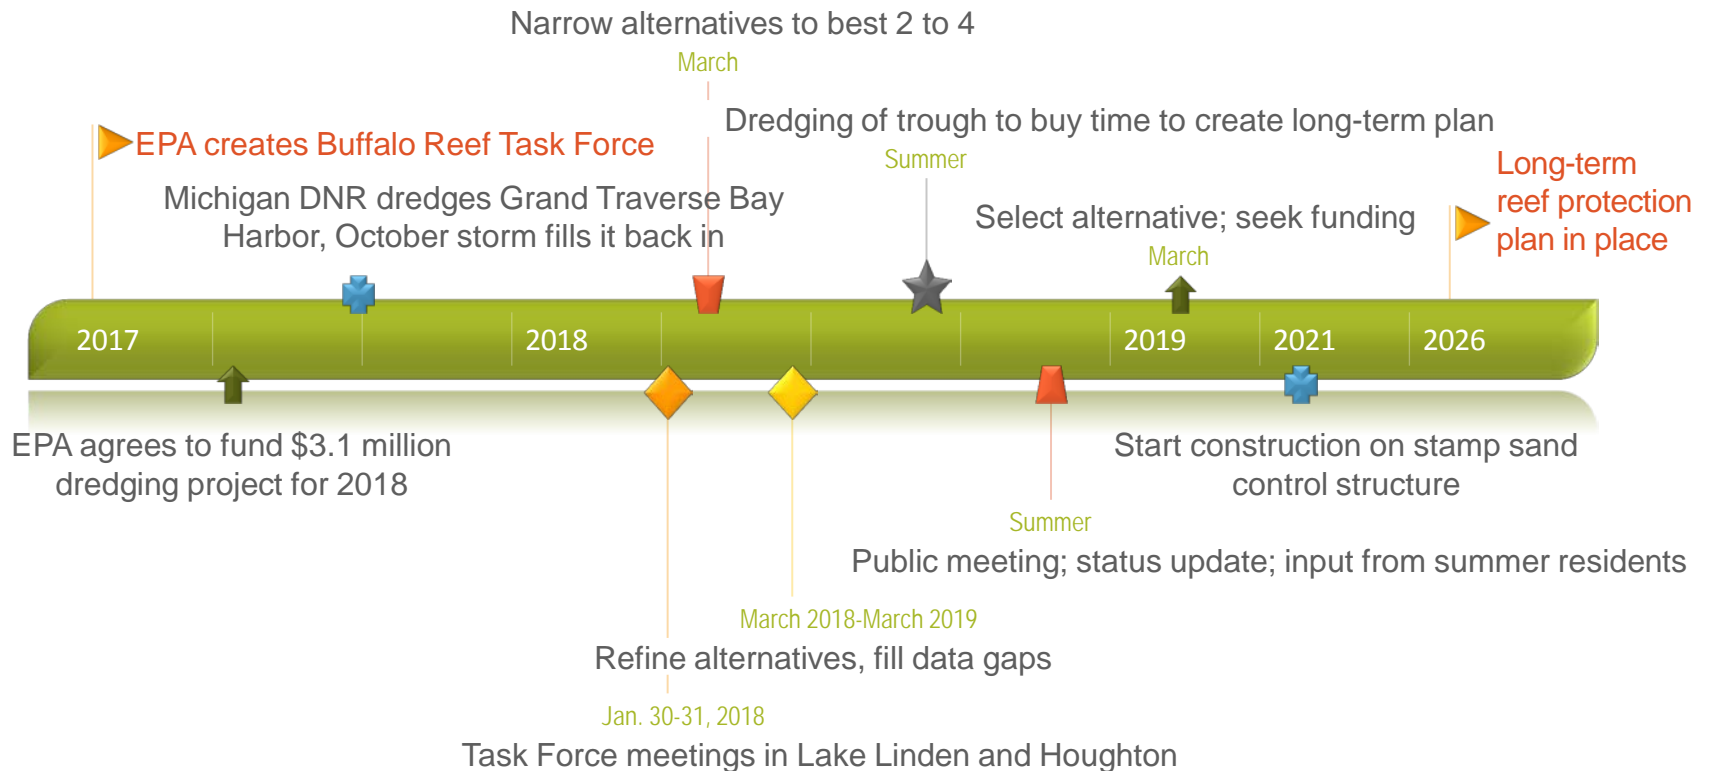 Narrow alternatives to best 2 to 4
March
Dredging of trough to buy time to create long-term plan
Summer
EPA creates Buffalo Reef Task Force
Long-term
reef protection
plan in place
Michigan DNR dredges Grand Traverse Bay
Harbor, October storm fills it back in
Select alternative; seek funding
March
2017
2018
2019
2021
2026
EPA agrees to fund $3.1 million
dredging project for 2018
Start construction on stamp sand
control structure
Summer
Public meeting; status update; input from summer residents
March 2018-March 2019
Refine alternatives, fill data gaps
Jan. 30-31, 2018
Task Force meetings in Lake Linden and Houghton